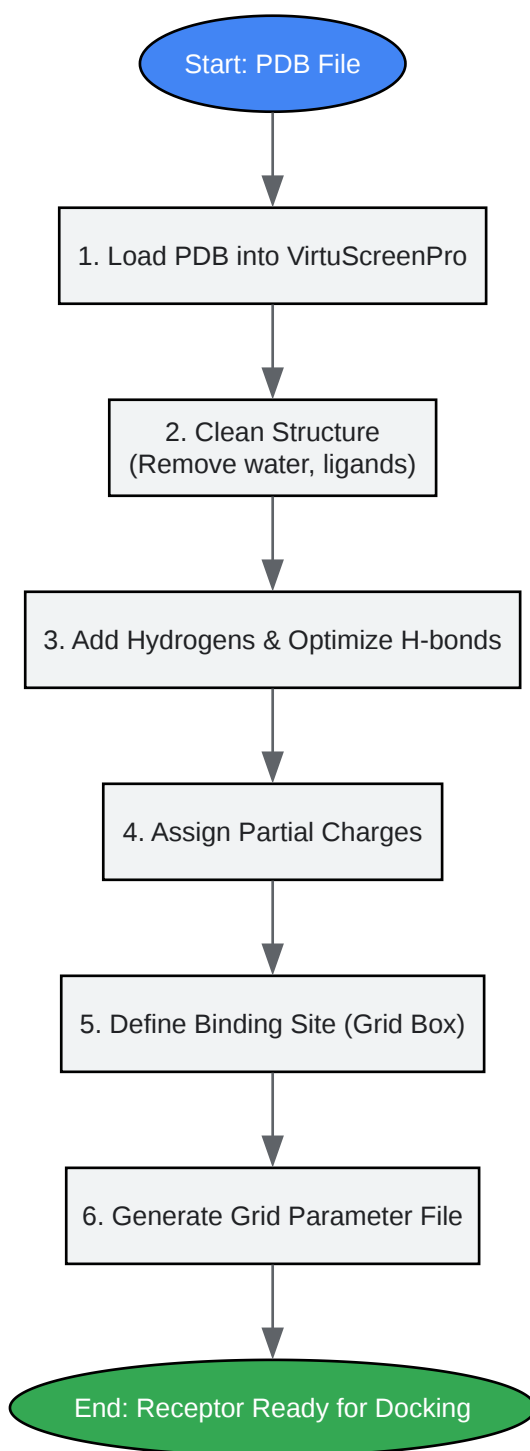 Start: PDB File
1. Load PDB into VirtuScreenPro
2. Clean Structure
(Remove water, ligands)
3. Add Hydrogens & Optimize H-bonds
4. Assign Partial Charges
5. Define Binding Site (Grid Box)
6. Generate Grid Parameter File
End: Receptor Ready for Docking